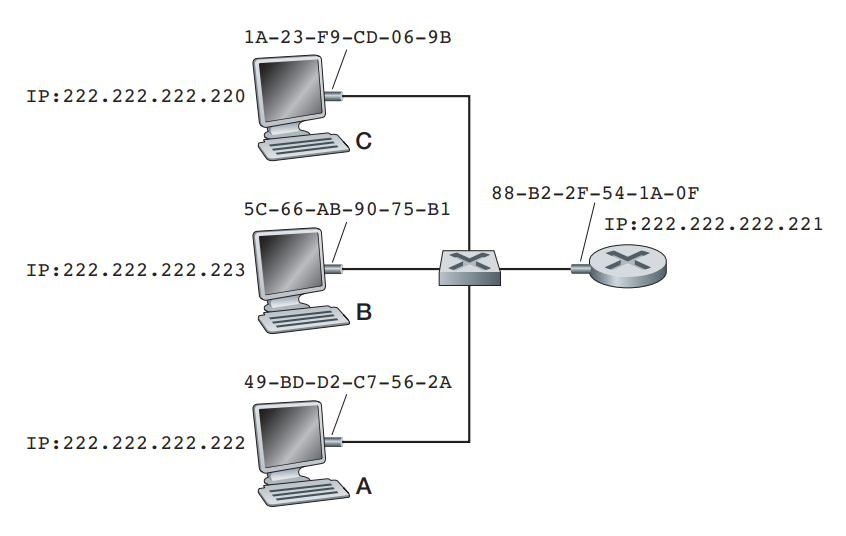 1A-23-F9-CD-06-9B
IP:222.222.222.220
C
88-B2-2F-54-1A-0F
5C-66-AB-90-75-B1
IP:222.222.222.221
IP:222.222.222.223
B
49-BD-D2-C7-56-2A
IP:222.222.222.222
A